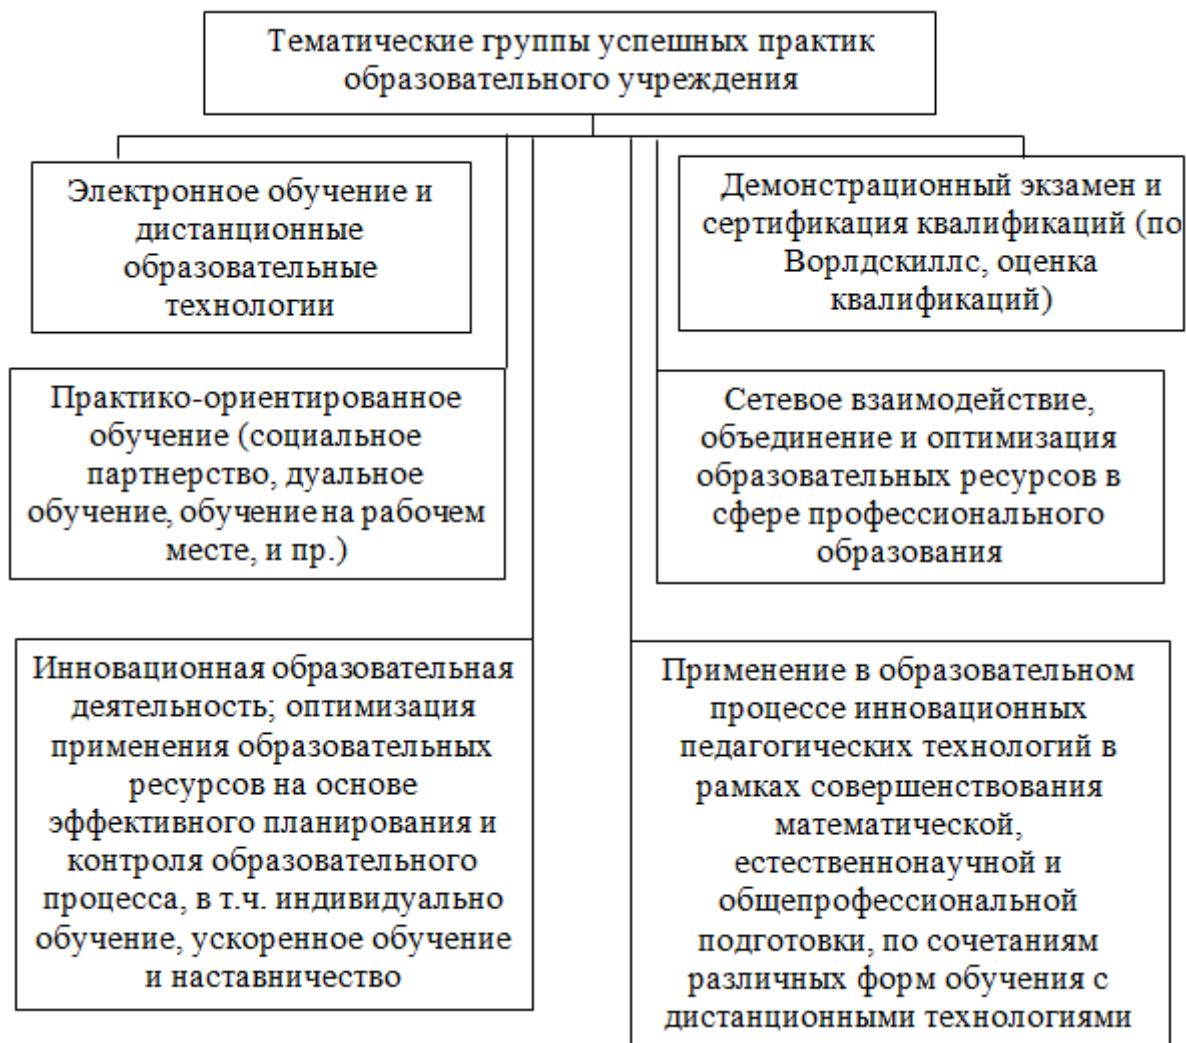 Тематические группы успешных практик
образовательного учреждения
Электронное обучение и
дистанционные
образовательные
технологии
Демонстрационный экзамен и
сертификация квалификаций (по
Ворлдскиллс, оценка
квалификаций)
Практико-ориентированное
обучение (социальное
партнерство, дуальное
обучение, обучение на рабочем
месте, и пр.)
Сетевое взаимодействие,
объединение и оптимизация
образовательных ресурсов в
сфере профессионального
образования
Инновационная образовательная
деятельность; оптимизация
применения образовательных
ресурсов на основе
эффективного планирования и
контроля образовательного
процесса, в т.ч. индивидуально
обучение, ускоренное обучение
и наставничество
Применение в образовательном
процессе инновационных
педагогических технологий в
рамках совершенствования
математической,
естественнонаучной и
общепрофессиональной
подготовки, по сочетаниям
различных форм обучения с
дистанционными технологиями